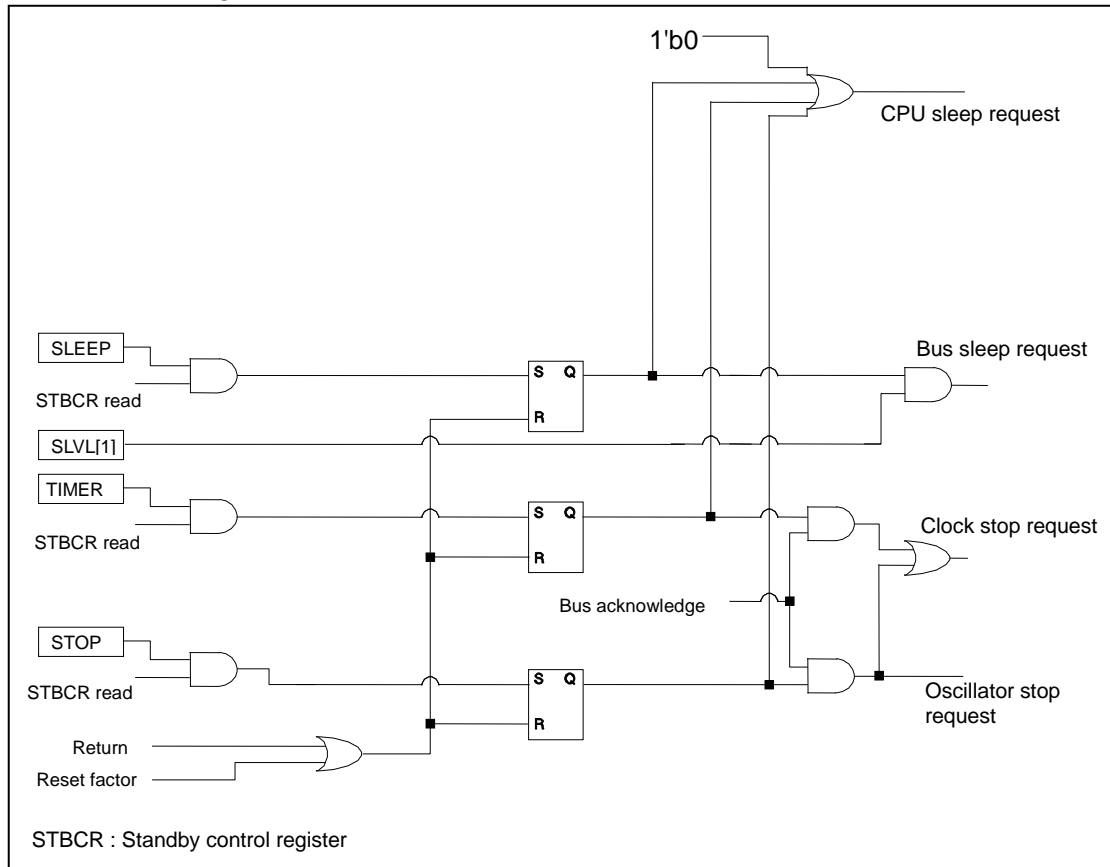 1'b0
CPU sleep request
SLEEP
STBCR read
S Q
R
Bus sleep request
SLVL[1]
TIMER
STBCR read
S Q
R
Clock stop request
Bus acknowledge
STOP
STBCR read
S Q
R
Oscillator stop
request
Return
Reset factor
STBCR : Standby control register